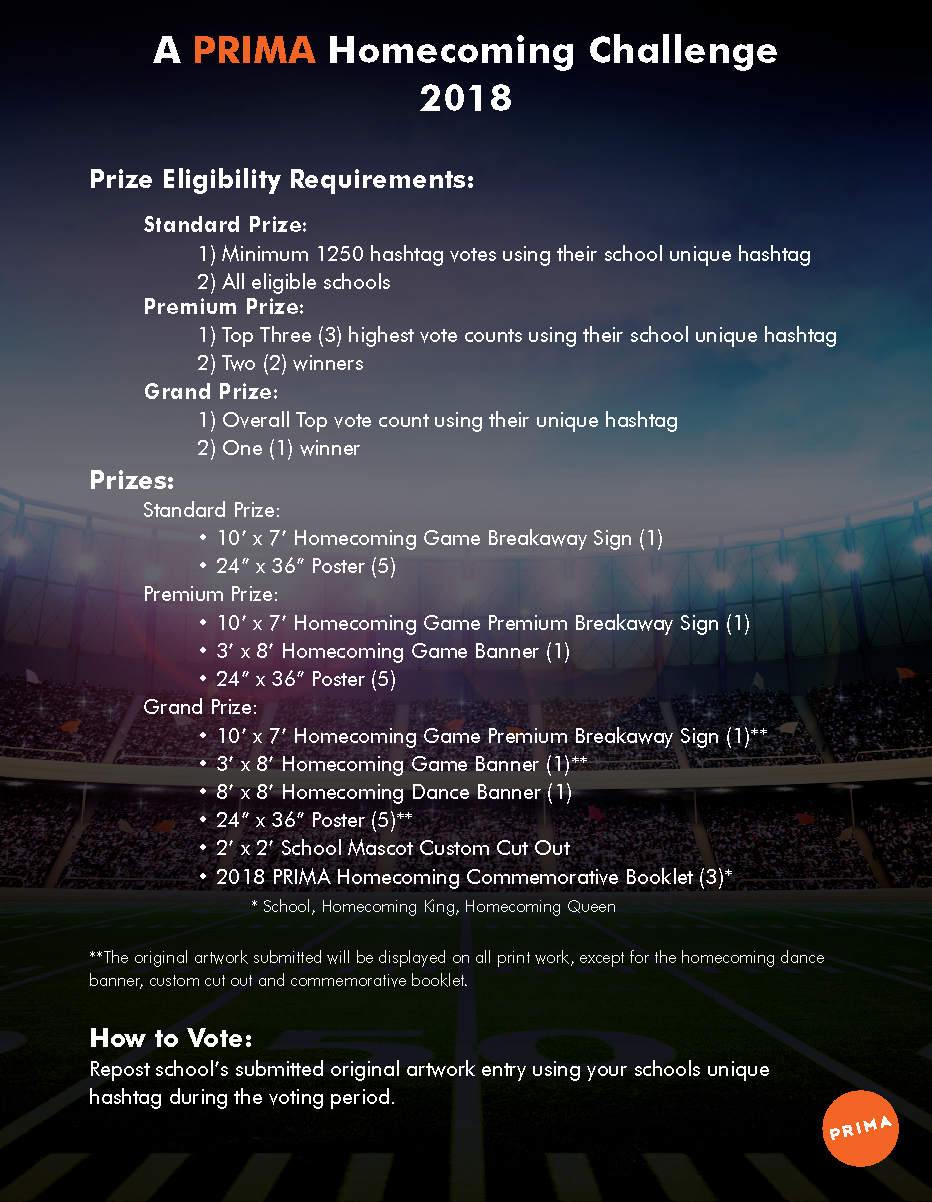 A PRIMA Homecoming Challenge
2018
Prize Eligibility Requirements:
Standard Prize:
1) Minimum 1250 hashtag votes using their school unique hashtag
2) All eligible schools
Premium Prize:
1) Top Three (3) highest vote counts using their school unique hashtag
2) Two (2) winners
Grand Prize:
1) Overall Top vote count using their unique hashtag
2) One (1) winner
Prizes:
Standard Prize:
• 10’ x 7’ Homecoming Game Breakaway Sign (1)
• 24” x 36” Poster (5)
Premium Prize:
• 10’ x 7’ Homecoming Game Premium Breakaway Sign (1)
• 3’ x 8’ Homecoming Game Banner (1)
• 24” x 36” Poster (5)
Grand Prize:
• 10’ x 7’ Homecoming Game Premium Breakaway Sign (1)**
• 3’ x 8’ Homecoming Game Banner (1)**
• 8’ x 8’ Homecoming Dance Banner (1)
• 24” x 36” Poster (5)**
• 2’ x 2’ School Mascot Custom Cut Out
• 2018 PRIMA Homecoming Commemorative Booklet (3)*
* School, Homecoming King, Homecoming Queen
**The original artwork submitted will be displayed on all print work, except for the homecoming dance
banner, custom cut out and commemorative booklet.
How to Vote:
Repost school’s submitted original artwork entry using your schools unique
hashtag during the voting period.
PRIMA
50